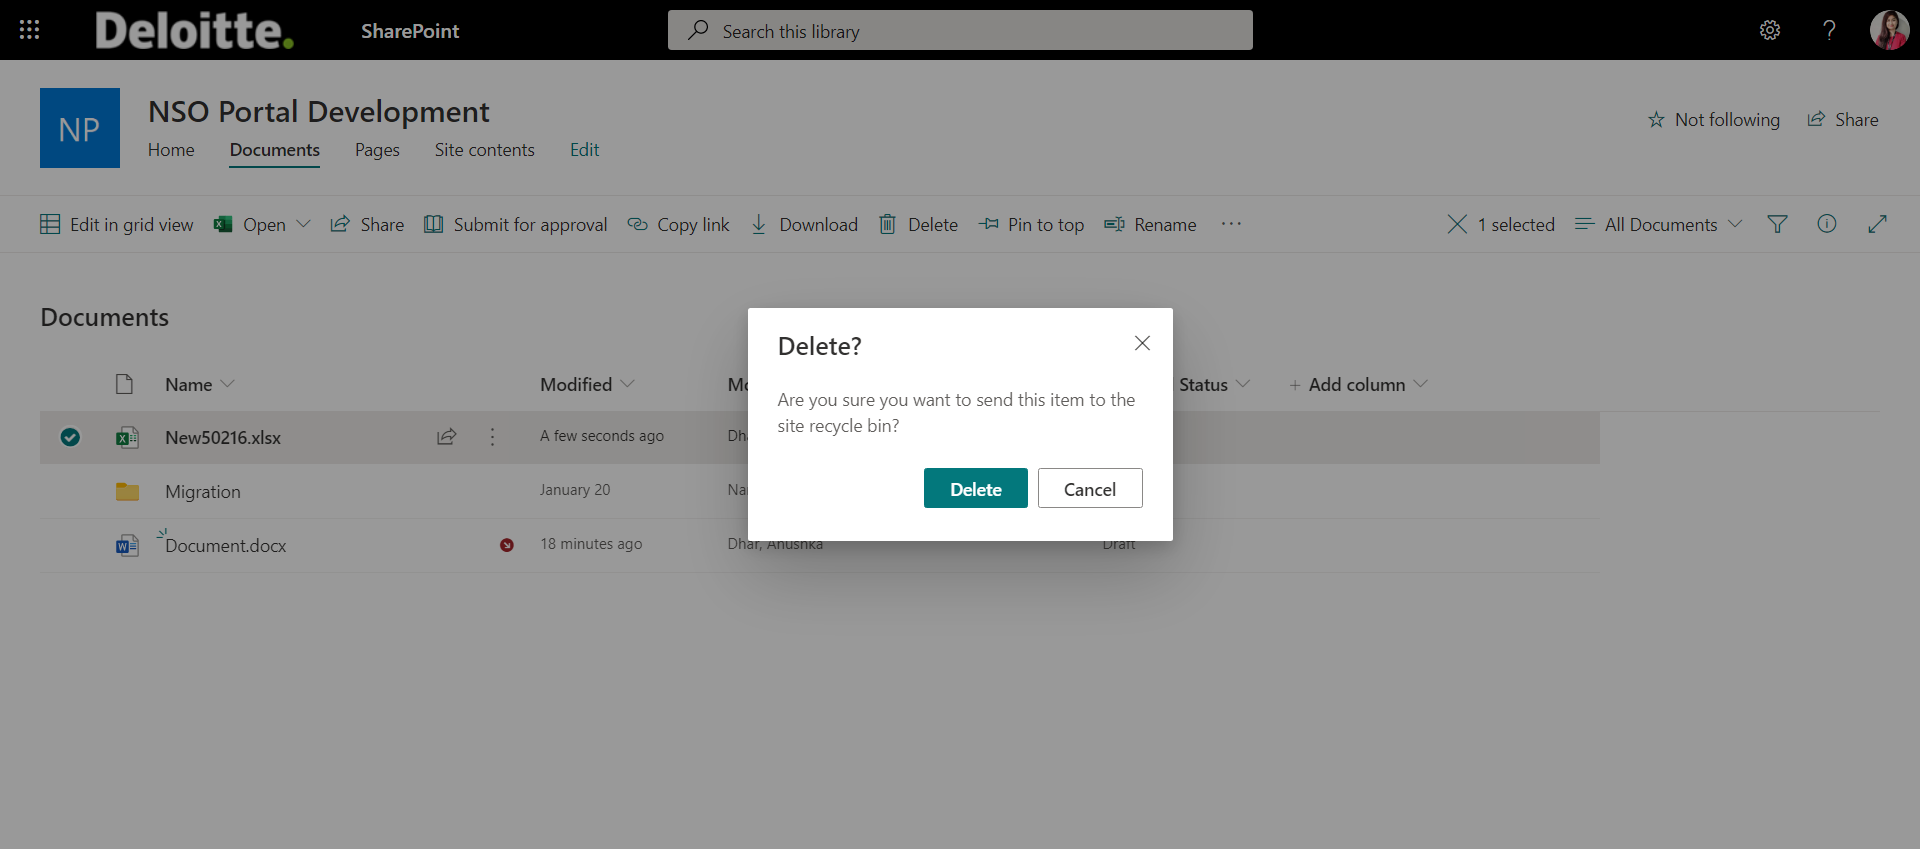 Deloitte.
SharePoint
Search this library
NP
NSO Portal Development
Home Documents Pages Site contents Edit
Not following Share
Edit in grid view Open Share Submit for approval Copy link Download Delete Pin to top Rename ...
1 selected All Documents
Documents
Name Modified Status + Add column
New50216.xlsx A few seconds ago
Migration January 20
Document.docx 18 minutes ago Dhar, Anushka Draft
Delete?
Are you sure you want to send this item to the
site recycle bin?
Delete Cancel